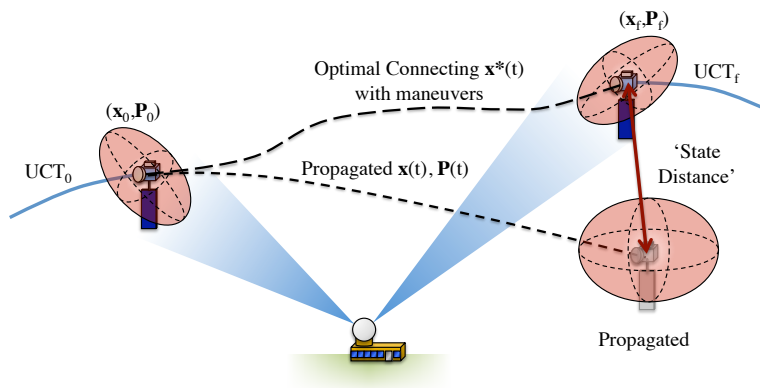 (x_f,P_f)
Optimal Connecting x*(t)
with maneuvers
UCT_f
(x_0,P_0)
UCT_0
Propagated x(t), P(t)
‘State
Distance’
Propagated